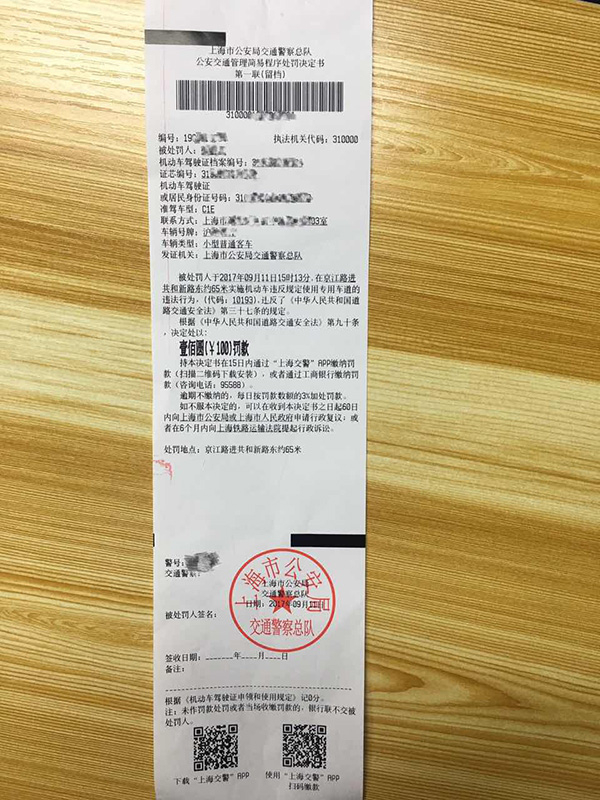 上海市公安局交通警察总队
公安交通管理简易程序处罚决定书
第一联(留档)
310000
编号：19
执法机关代码：310000
被处罚人：
机动车驾驶证档案编号：
证芯编号：31
机动车驾驶证
或居民身份证号码：310
准驾车型：C1E
联系方式：上海市
03室
车辆号牌：沪
车辆类型：小型普通客车
发证机关：上海市公安局交通警察总队
被处罚人于2017年09月11日15时13分，在京江路进
共和新路东约65米实施机动车违反规定使用专用车道的
违法行为，(代码：10193)，违反了《中华人民共和国道
路交通安全法》第三十七条的规定。
根据《中华人民共和国道路交通安全法》第九十条，
决定处以：
壹佰圆(￥100)罚款
持本决定书在15日内通过“上海交警”APP缴纳罚
款（扫描二维码下载安装），或者通过工商银行缴纳罚
款（咨询电话：95588）。
逾期不缴纳的，每日按罚款数额的3%加处罚款。
如不服本决定的，可以在收到本决定书之日起60日
内向上海市公安局或上海市人民政府申请行政复议；或
者在6个月内向上海铁路运输法院提起行政诉讼。
处罚地点：京江路进共和新路东约65米
警号：
交通警察：
上海市公安局
交通警察总队
日期：2017年09月11日
上海市公安局
交通警察总队
被处罚人签名：
签收日期：______年____月____日
备注：
根据《机动车驾驶证申领和使用规定》记0分。
注：未作罚款处罚或者当场收缴罚款的，银行联不交被
处罚人。
下载“上海交警”APP
使用“上海交警”APP
扫码缴款